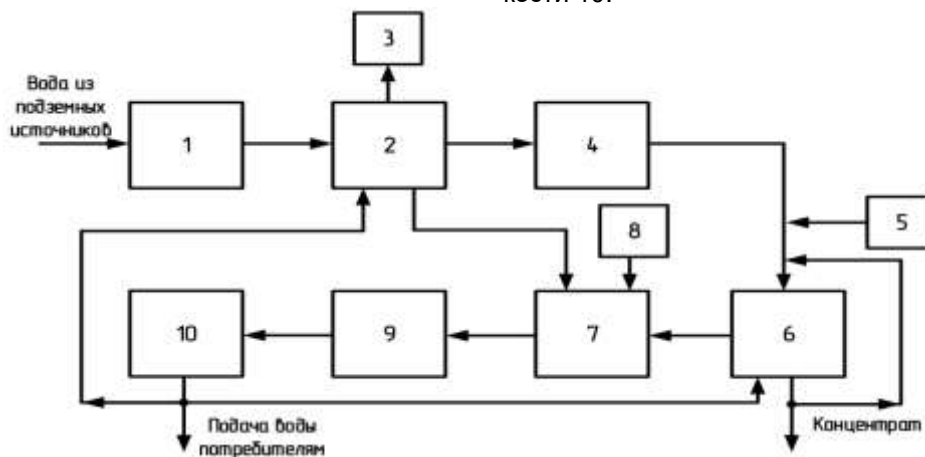 3
Вода из
подземных
источников
1
2
4
5
8
10
9
7
6
Подача воды
потребителям
Концентрат